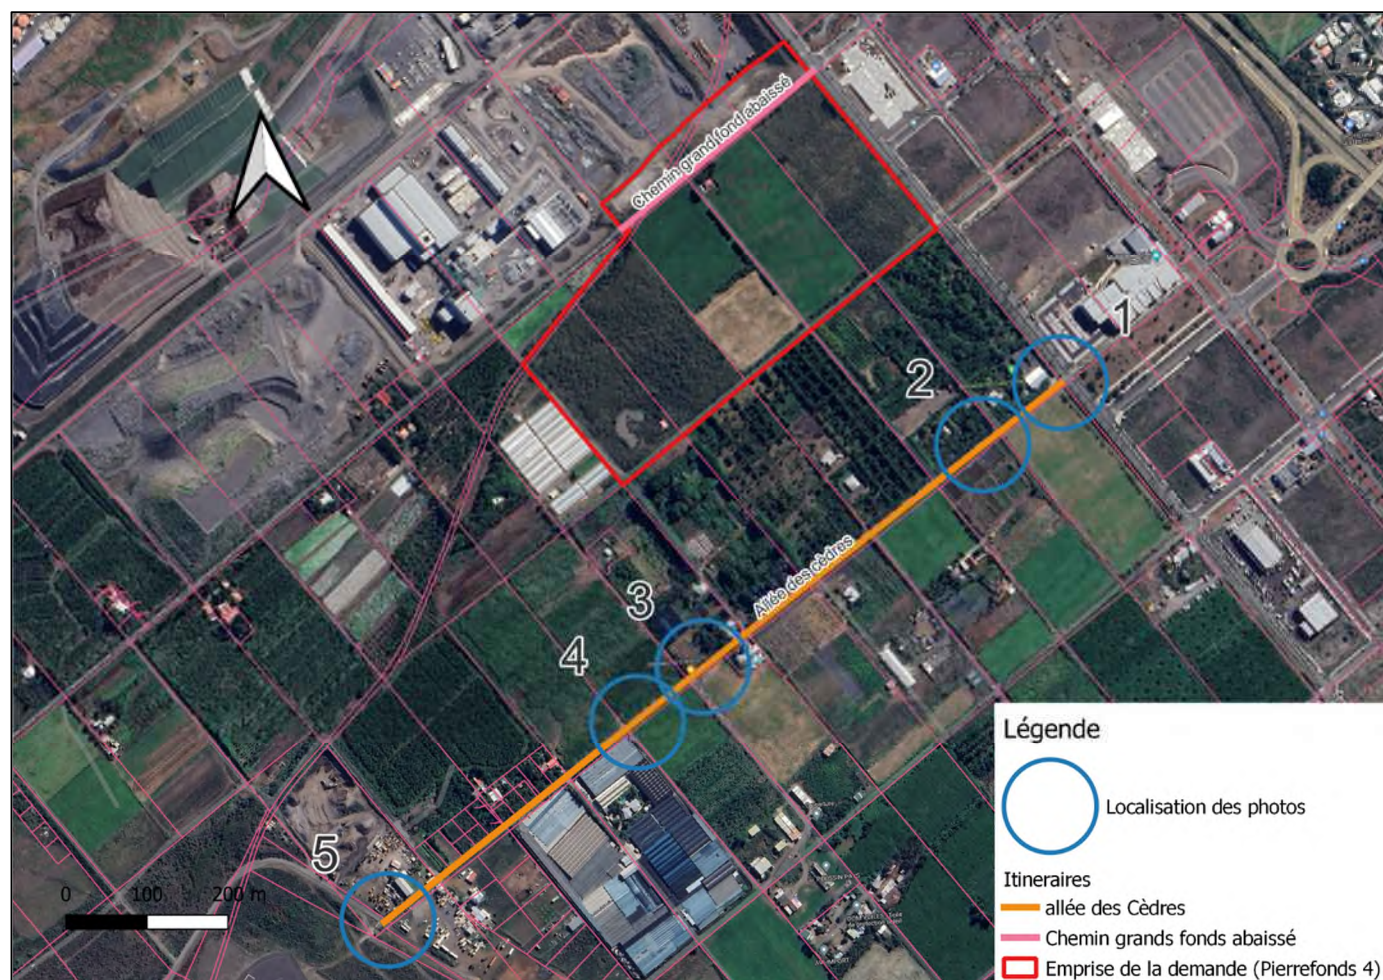 Chemin grand fond abaissé
1
2
Allée des cèdres
3
4
5
0 100 200 m
Légende
Localisation des photos
Itineraires
allée des Cèdres
Chemin grands fonds abaissé
Emprise de la demande (Pierrefonds 4)